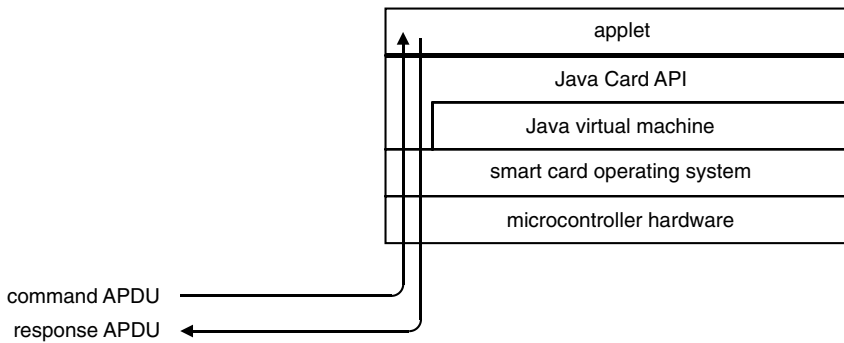 applet
Java Card API
Java virtual machine
smart card operating system
microcontroller hardware
command APDU
response APDU